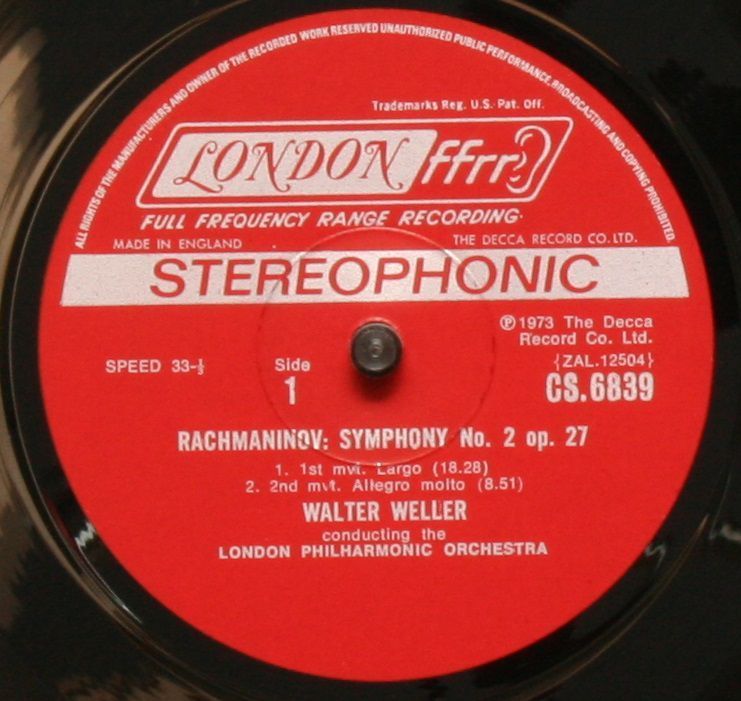 ALL RIGHTS OF THE MANUFACTURERS AND OWNER OF THE RECORDED WORK RESERVED UNAUTHORIZED PUBLIC PERFORMANCE, BROADCASTING AND COPYING PROHIBITED.
Trademarks Reg. U.S. Pat. Off.
LONDON ffrr
FULL FREQUENCY RANGE RECORDING
MADE IN ENGLAND THE DECCA RECORD CO. LTD.
STEREOPHONIC
℗1973 The Decca
Record Co. Ltd.
SPEED 33-⅓ Side {ZAL.12504}
1 CS.6839
RACHMANINOV: SYMPHONY No. 2 op. 27
1. 1st mvt. Largo (18.28)
2. 2nd mvt. Allegro molto (8.51)
WALTER WELLER
conducting the
LONDON PHILHARMONIC ORCHESTRA